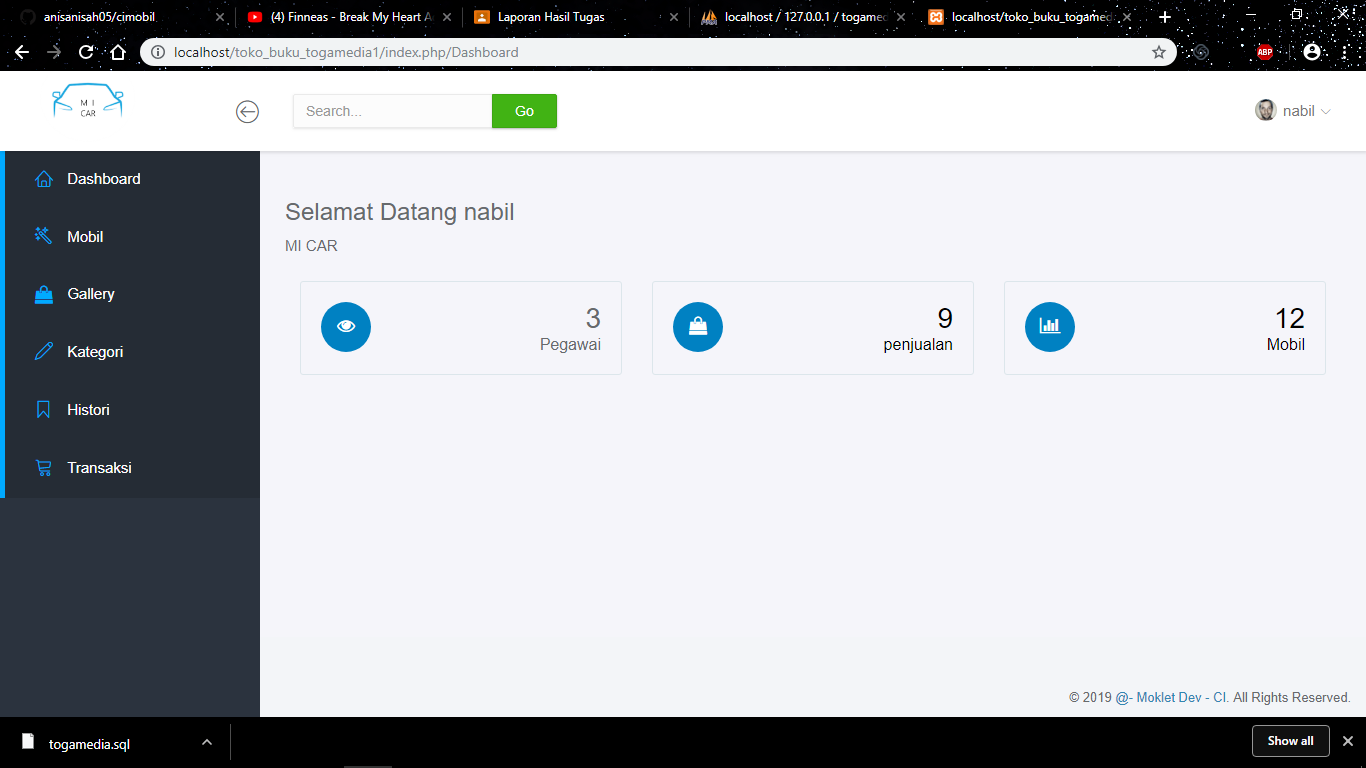 anisanisah05/cimobil
(4) Finneas - Break My Heart A
Laporan Hasil Tugas
localhost / 127.0.0.1 / togamed
localhost/toko_buku_togamed
localhost/toko_buku_togamedia1/index.php/Dashboard
ABP
M I
CAR
Search...
Go
nabil
Dashboard
Mobil
Gallery
Kategori
Histori
Transaksi
Selamat Datang nabil
MI CAR
3
Pegawai
9
penjualan
12
Mobil
© 2019 @- Moklet Dev - CI. All Rights Reserved.
togamedia.sql
Show all